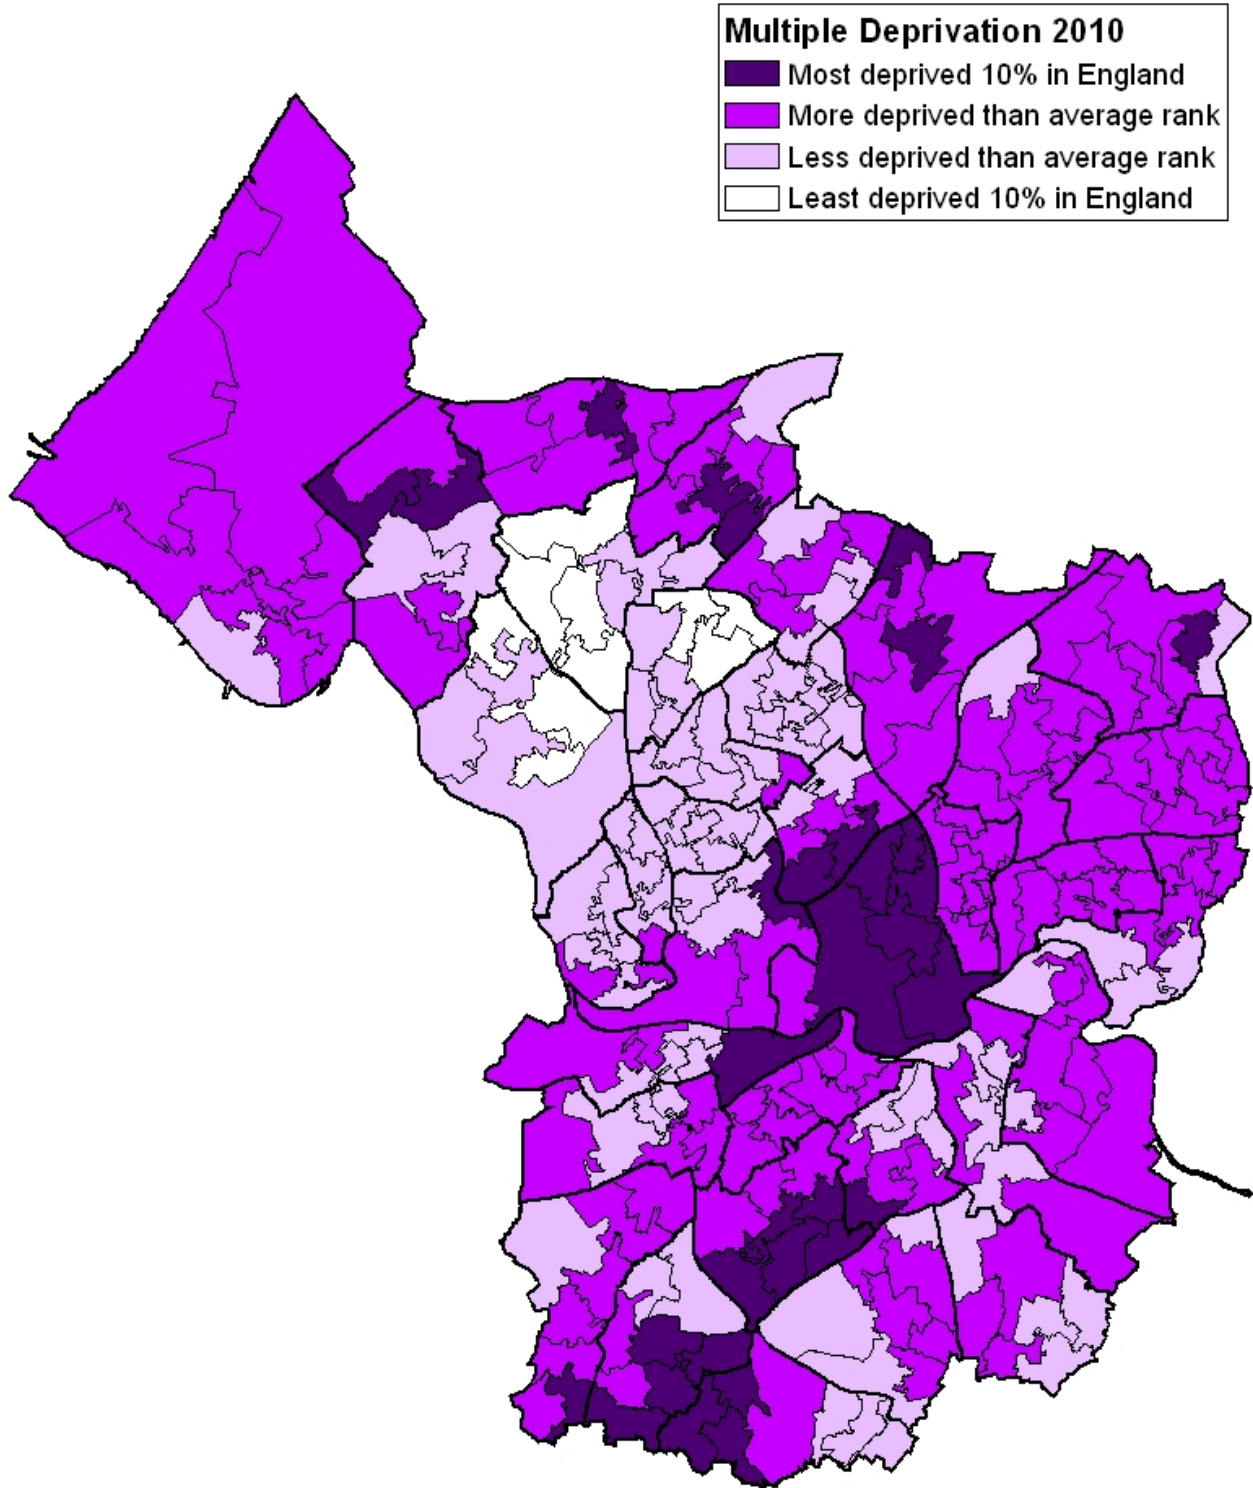 Multiple Deprivation 2010
Most deprived 10% in England
More deprived than average rank
Less deprived than average rank
Least deprived 10% in England